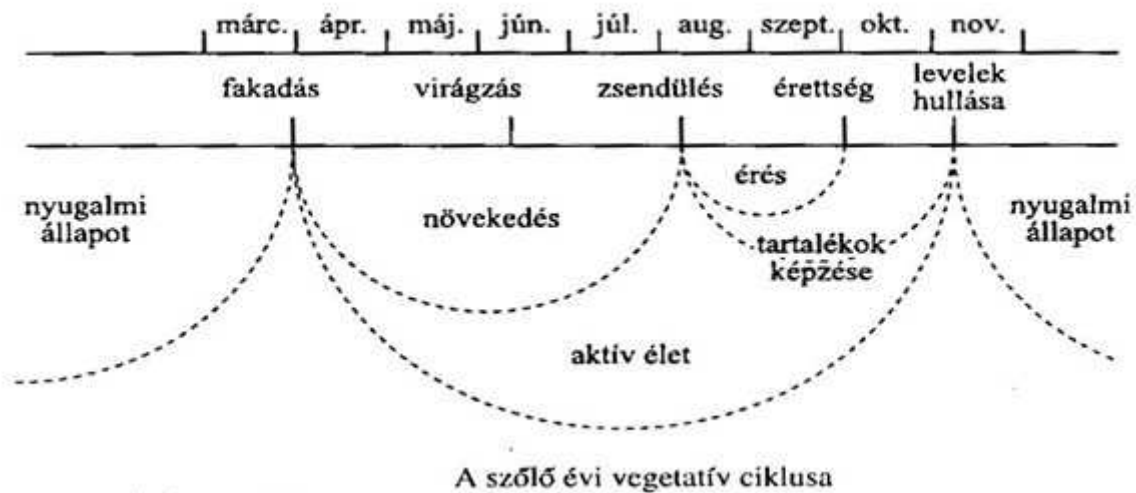 márc. ápr. máj. jún. júl. aug. szept. okt. nov.
fakadás virágzás zsendülés érettség levelek hullása
nyugalmi állapot
növekedés
érés
tartalékok képzése
nyugalmi állapot
aktív élet
A szőlő évi vegetatív ciklusa